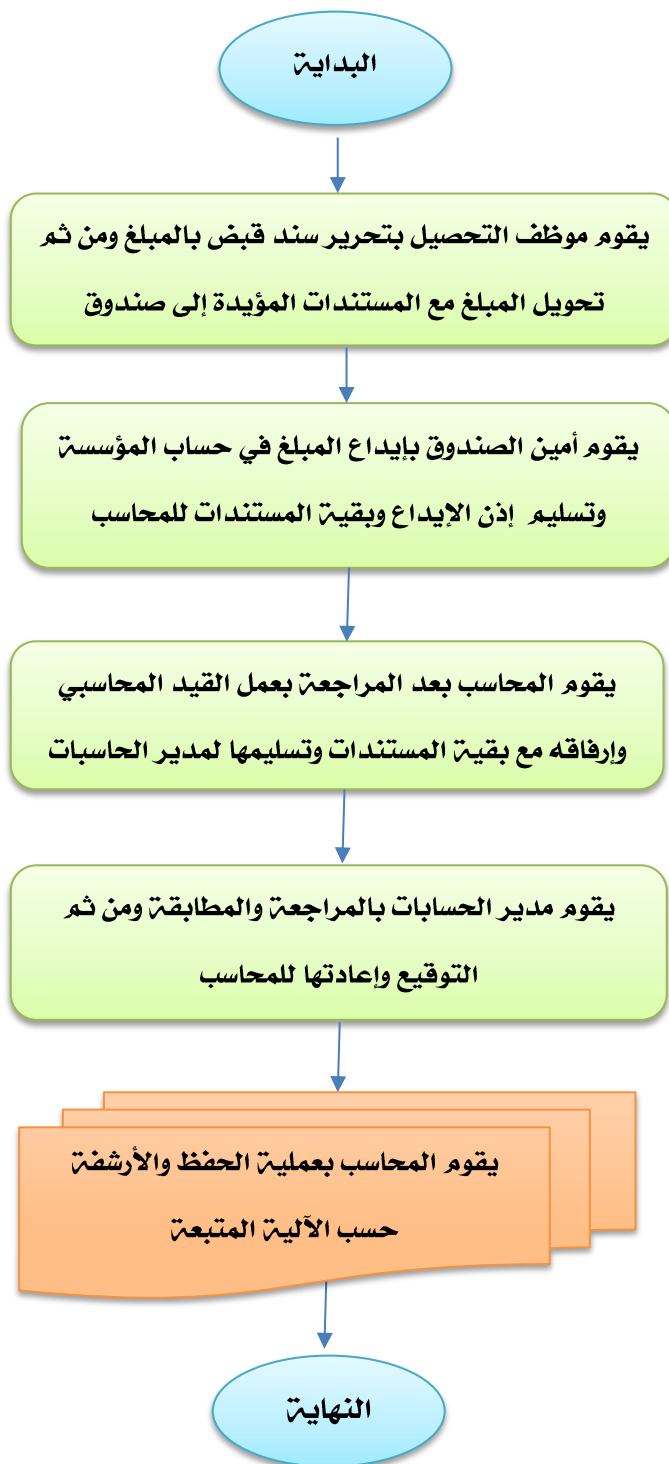 البداية
يقوم موظف التحصيل بتحرير سند قبض بالمبلغ ومن ثم
تحويل المبلغ مع المستندات المؤيدة إلى صندوق
يقوم أمين الصندوق بإيداع المبلغ في حساب المؤسسة
وتسليم إذن الإيداع وبقية المستندات للمحاسب
يقوم المحاسب بعد المراجعة بعمل القيد المحاسبي
وإرفاقه مع بقية المستندات وتسليمها لمدير الحاسبات
يقوم مدير الحسابات بالمراجعة والمطابقة ومن ثم
التوقيع وإعادتها للمحاسب
يقوم المحاسب بعملية الحفظ والأرشفة
حسب الآلية المتبعة
النهاية